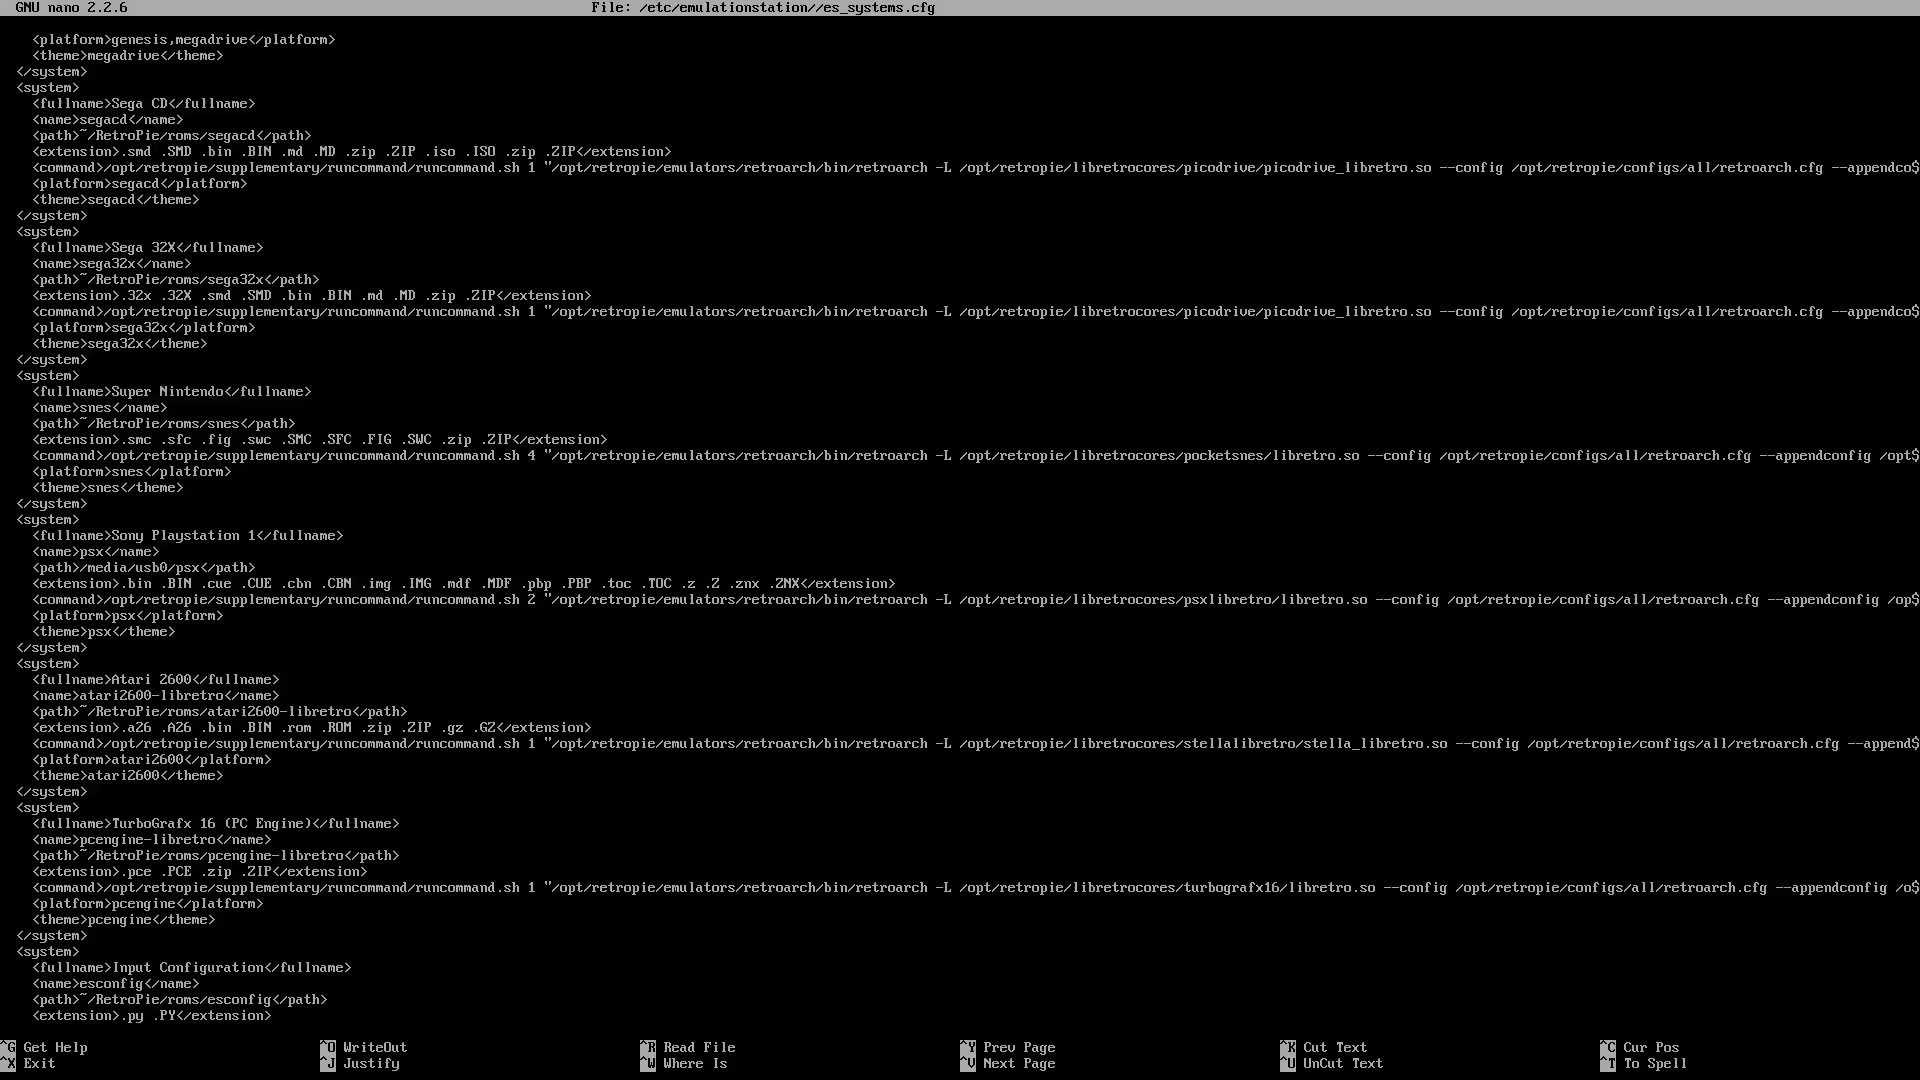 GNU nano 2.2.6 File: /etc/emulationstation//es_systems.cfg
<platform>genesis,megadrive</platform>
<theme>megadrive</theme>
</system>
<system>
<fullname>Sega CD</fullname>
<name>segacd</name>
<path>~/RetroPie/roms/segacd</path>
<extension>.smd .SMD .bin .BIN .md .MD .zip .ZIP .iso .ISO .zip .ZIP</extension>
<command>/opt/retropie/supplementary/runcommand/runcommand.sh 1 "/opt/retropie/emulators/retroarch/bin/retroarch -L /opt/retropie/libretrocores/picodrive/picodrive_libretro.so --config /opt/retropie/configs/all/retroarch.cfg --appendco$
<platform>segacd</platform>
<theme>segacd</theme>
</system>
<system>
<fullname>Sega 32X</fullname>
<name>sega32x</name>
<path>~/RetroPie/roms/sega32x</path>
<extension>.32x .32X .smd .SMD .bin .BIN .md .MD .zip .ZIP</extension>
<command>/opt/retropie/supplementary/runcommand/runcommand.sh 1 "/opt/retropie/emulators/retroarch/bin/retroarch -L /opt/retropie/libretrocores/picodrive/picodrive_libretro.so --config /opt/retropie/configs/all/retroarch.cfg --appendco$
<platform>sega32x</platform>
<theme>sega32x</theme>
</system>
<system>
<fullname>Super Nintendo</fullname>
<name>snes</name>
<path>~/RetroPie/roms/snes</path>
<extension>.smc .sfc .fig .swc .SMC .SFC .FIG .SWC .zip .ZIP</extension>
<command>/opt/retropie/supplementary/runcommand/runcommand.sh 4 "/opt/retropie/emulators/retroarch/bin/retroarch -L /opt/retropie/libretrocores/pocketsnes/libretro.so --config /opt/retropie/configs/all/retroarch.cfg --appendconfig /opt$
<platform>snes</platform>
<theme>snes</theme>
</system>
<system>
<fullname>Sony Playstation 1</fullname>
<name>psx</name>
<path>/media/usb0/psx</path>
<extension>.bin .BIN .cue .CUE .cbn .CBN .img .IMG .mdf .MDF .pbp .PBP .toc .TOC .z .Z .znx .ZNX</extension>
<command>/opt/retropie/supplementary/runcommand/runcommand.sh 2 "/opt/retropie/emulators/retroarch/bin/retroarch -L /opt/retropie/libretrocores/psxlibretro/libretro.so --config /opt/retropie/configs/all/retroarch.cfg --appendconfig /op$
<platform>psx</platform>
<theme>psx</theme>
</system>
<system>
<fullname>Atari 2600</fullname>
<name>atari2600-libretro</name>
<path>~/RetroPie/roms/atari2600-libretro</path>
<extension>.a26 .A26 .bin .BIN .rom .ROM .zip .ZIP .gz .GZ</extension>
<command>/opt/retropie/supplementary/runcommand/runcommand.sh 1 "/opt/retropie/emulators/retroarch/bin/retroarch -L /opt/retropie/libretrocores/stellalibretro/stella_libretro.so --config /opt/retropie/configs/all/retroarch.cfg --append$
<platform>atari2600</platform>
<theme>atari2600</theme>
</system>
<system>
<fullname>TurboGrafx 16 (PC Engine)</fullname>
<name>pcengine-libretro</name>
<path>~/RetroPie/roms/pcengine-libretro</path>
<extension>.pce .PCE .zip .ZIP</extension>
<command>/opt/retropie/supplementary/runcommand/runcommand.sh 1 "/opt/retropie/emulators/retroarch/bin/retroarch -L /opt/retropie/libretrocores/turbografx16/libretro.so --config /opt/retropie/configs/all/retroarch.cfg --appendconfig /o$
<platform>pcengine</platform>
<theme>pcengine</theme>
</system>
<system>
<fullname>Input Configuration</fullname>
<name>esconfig</name>
<path>~/RetroPie/roms/esconfig</path>
<extension>.py .PY</extension>
^G Get Help ^O WriteOut ^R Read File ^Y Prev Page ^K Cut Text ^C Cur Pos
^X Exit ^J Justify ^W Where Is ^V Next Page ^U UnCut Text ^T To Spell